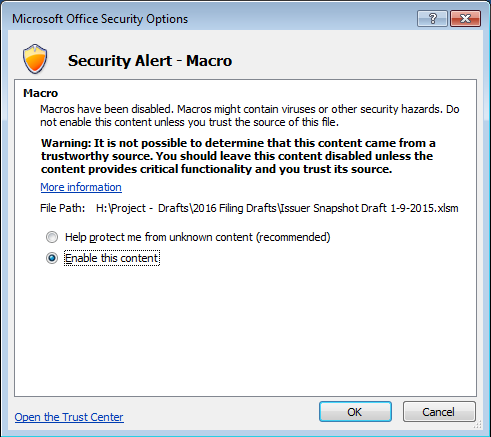 Microsoft Office Security Options
Security Alert - Macro
Macro
Macros have been disabled. Macros might contain viruses or other security hazards. Do
not enable this content unless you trust the source of this file.
Warning: It is not possible to determine that this content came from a
trustworthy source. You should leave this content disabled unless the
content provides critical functionality and you trust its source.
More information
File Path: H:\Project - Drafts\2016 Filing Drafts\Issuer Snapshot Draft 1-9-2015.xlsm
Help protect me from unknown content (recommended)
Enable this content
Open the Trust Center
OK
Cancel